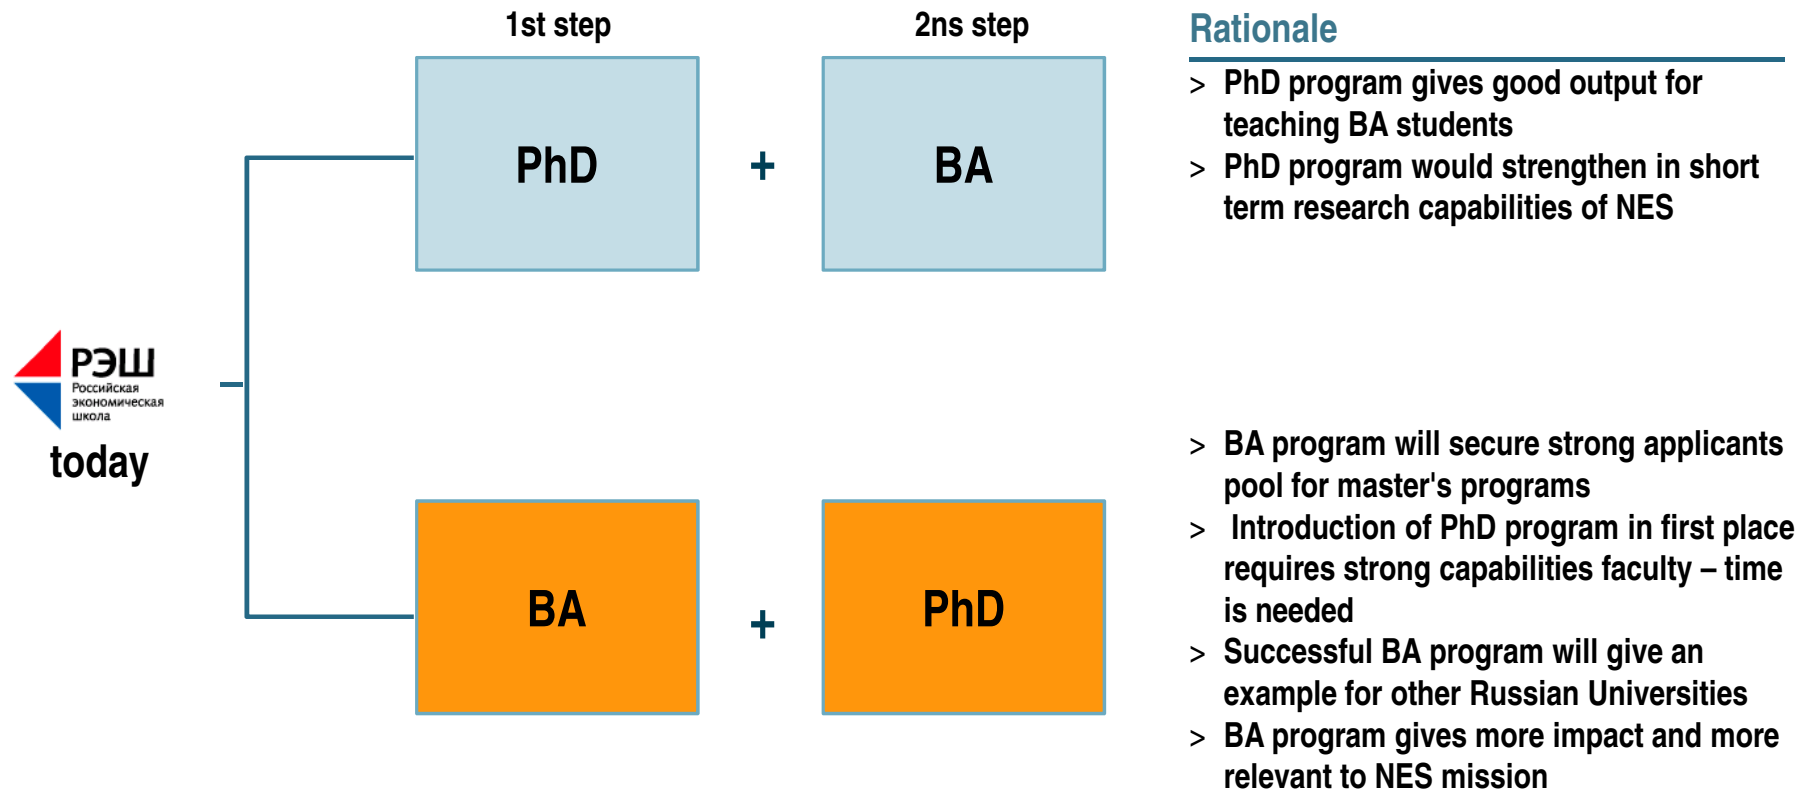 1st step
2ns step
Rationale
PhD
+
BA
> PhD program gives good output for
teaching BA students
> PhD program would strengthen in short
term research capabilities of NES
РЭШ
Российская
экономическая
школа
today
BA
+
PhD
> BA program will secure strong applicants
pool for master's programs
> Introduction of PhD program in first place
requires strong capabilities faculty – time
is needed
> Successful BA program will give an
example for other Russian Universities
> BA program gives more impact and more
relevant to NES mission